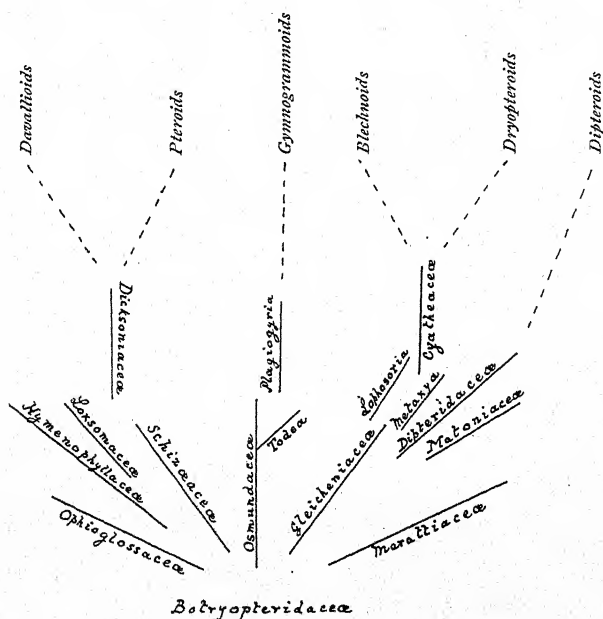 Davallioids
Pteroids
Gymnogrammoids
Blechnoids
Dryopteroids
Dipteroids
Dicksoniaceæ
Plagiogyria
Cyatheaceæ
Lophosoria
Metaxya
Dipteridaceæ
Matoniaceæ
Loxsomaceæ
Hymenophyllaceæ
Schizæaceæ
Osmundaceæ
Todea
Gleicheniaceæ
Ophioglossaceæ
Marattiaceæ
Botryopteridaceæ